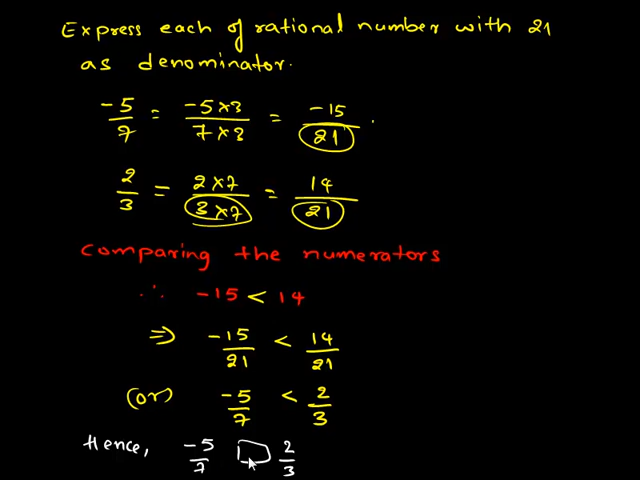 Express each of rational number with 21
as denominator.
-5/7 = -5×3/7×3 = -15/21.
2/3 = 2×7/3×7 = 14/21
Comparing the numerators
∴ -15 < 14
⇒ -15/21 < 14/21
(or) -5/7 < 2/3
Hence, -5/7 2/3